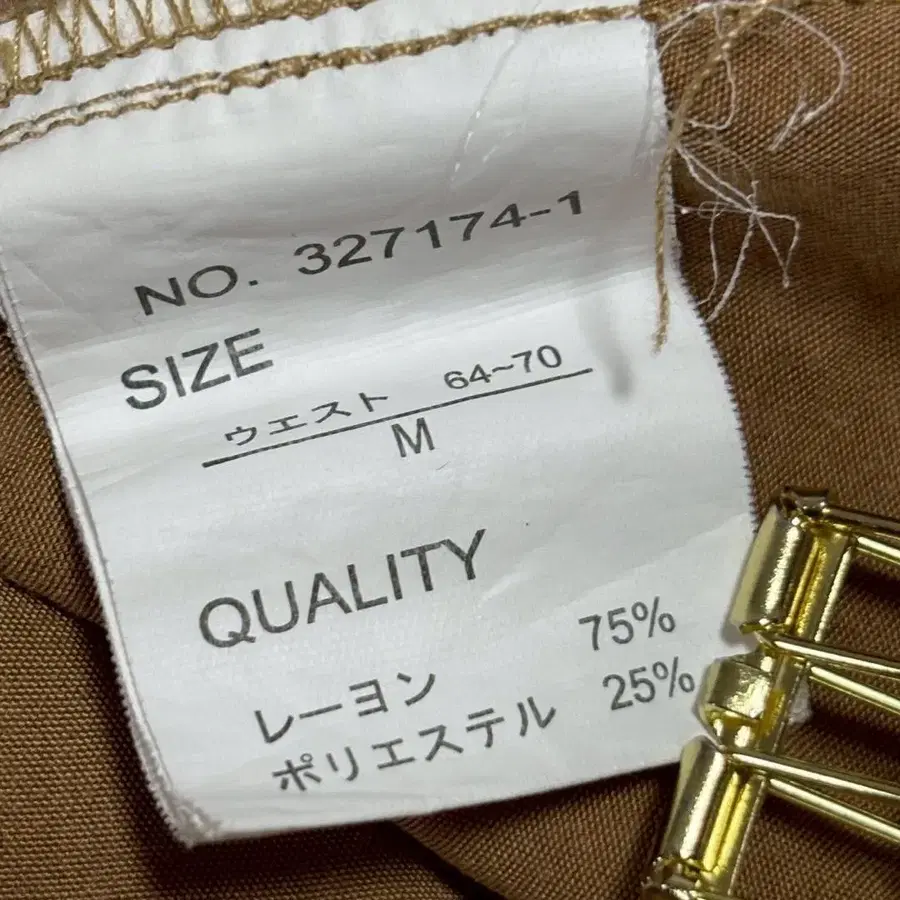 NO. 327174-1
SIZE
ウエスト 64~70
M
QUALITY
レーヨン 75%
ポリエステル 25%